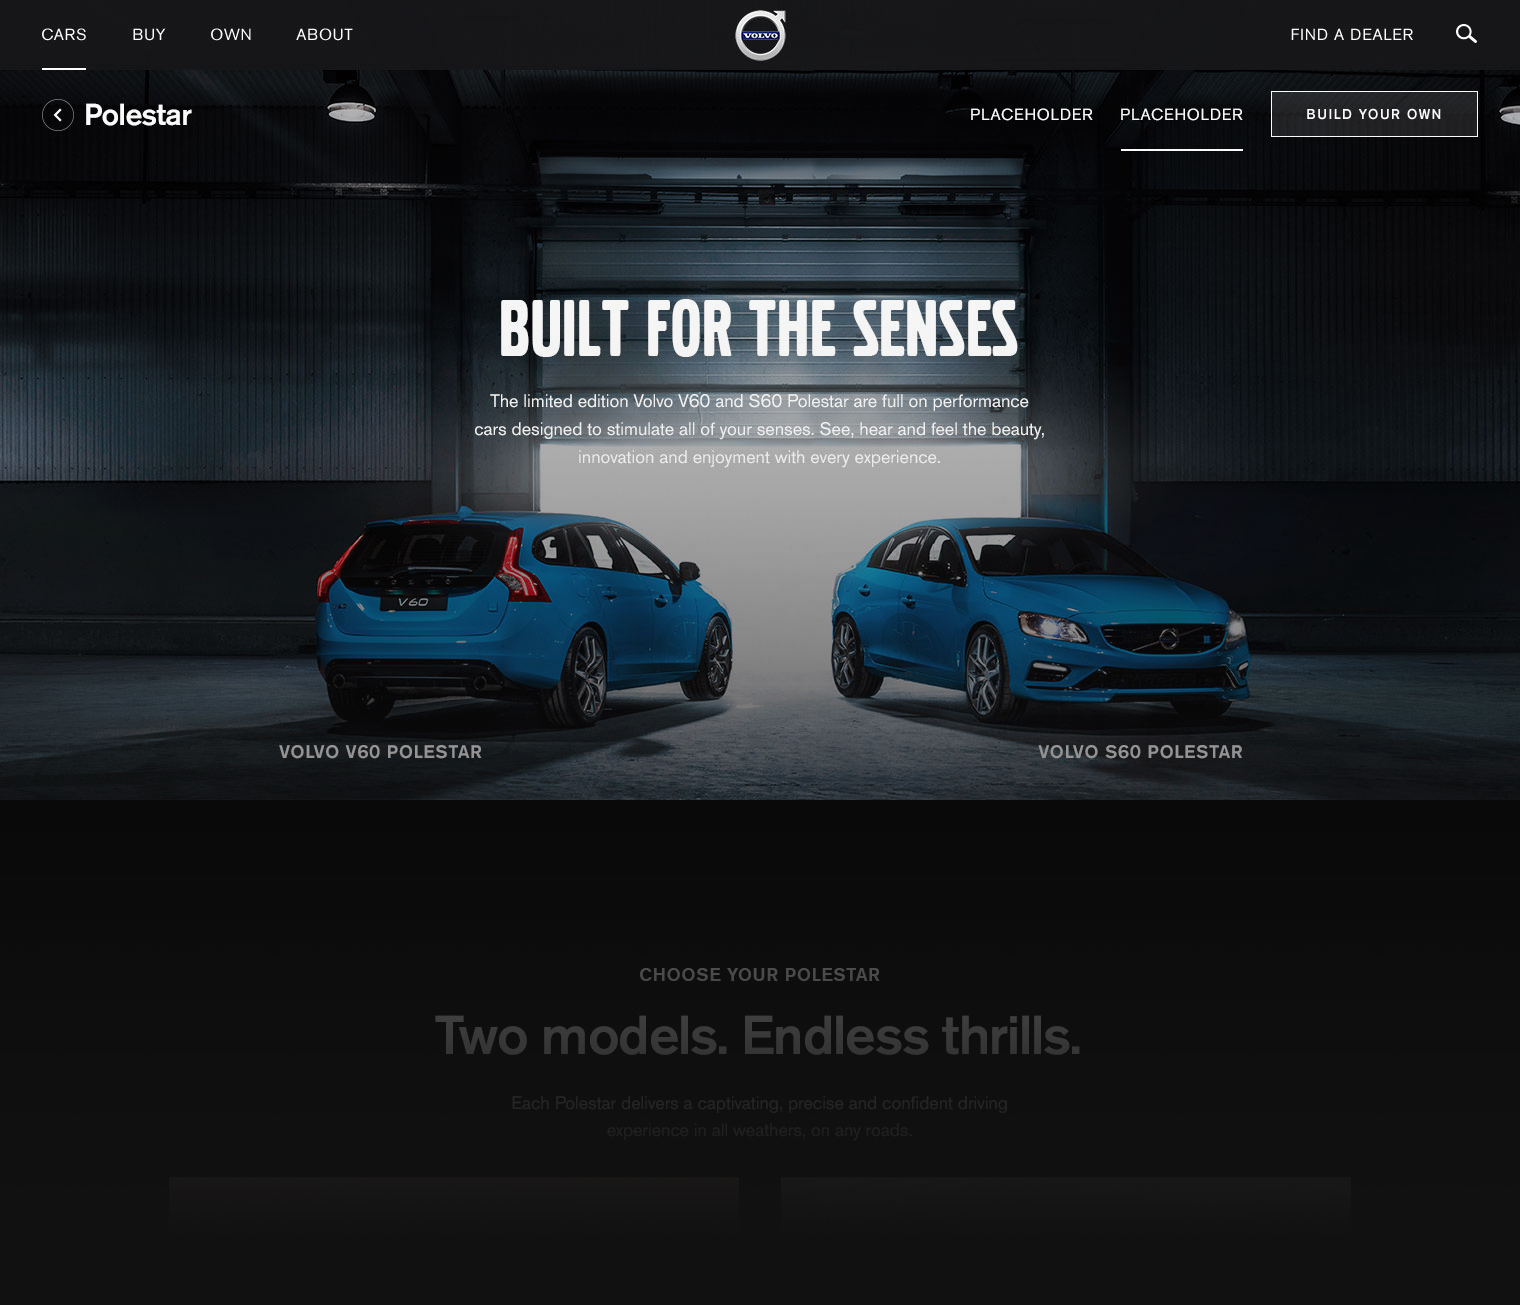 CARS BUY OWN ABOUT VOLVO FIND A DEALER
Polestar PLACEHOLDER PLACEHOLDER BUILD YOUR OWN
BUILT FOR THE SENSES
The limited edition Volvo V60 and S60 Polestar are full on performance
cars designed to stimulate all of your senses. See, hear and feel the beauty,
innovation and enjoyment with every experience.
VOLVO
V60
VOLVO V60 POLESTAR VOLVO S60 POLESTAR
CHOOSE YOUR POLESTAR
Two models. Endless thrills.
Each Polestar delivers a captivating, precise and confident driving
experience in all weathers, on any roads.